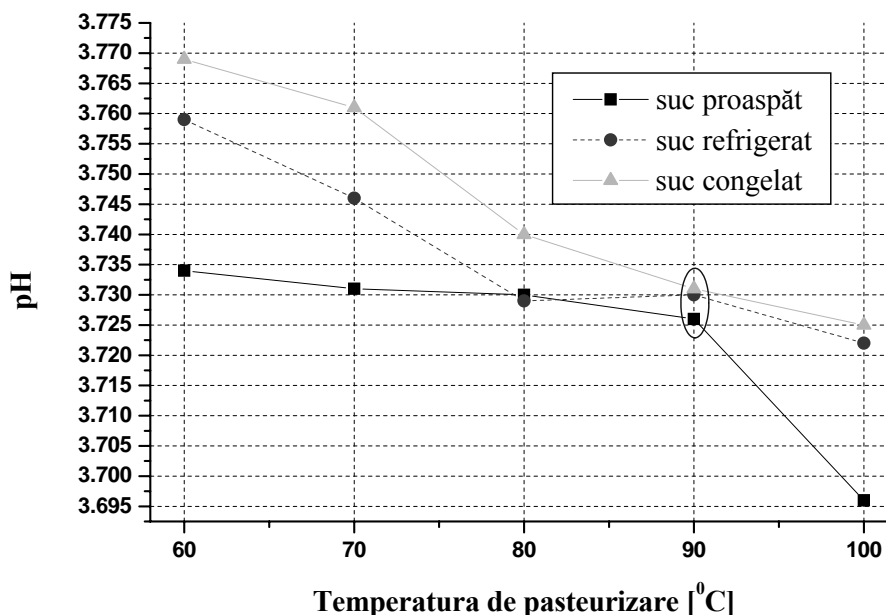 3.775
3.770
3.765
3.760
3.755
3.750
3.745
3.740
3.735
3.730
3.725
3.720
3.715
3.710
3.705
3.700
3.695
pH
suc proaspăt
suc refrigerat
suc congelat
60 70 80 90 100
Temperatura de pasteurizare [⁰C]